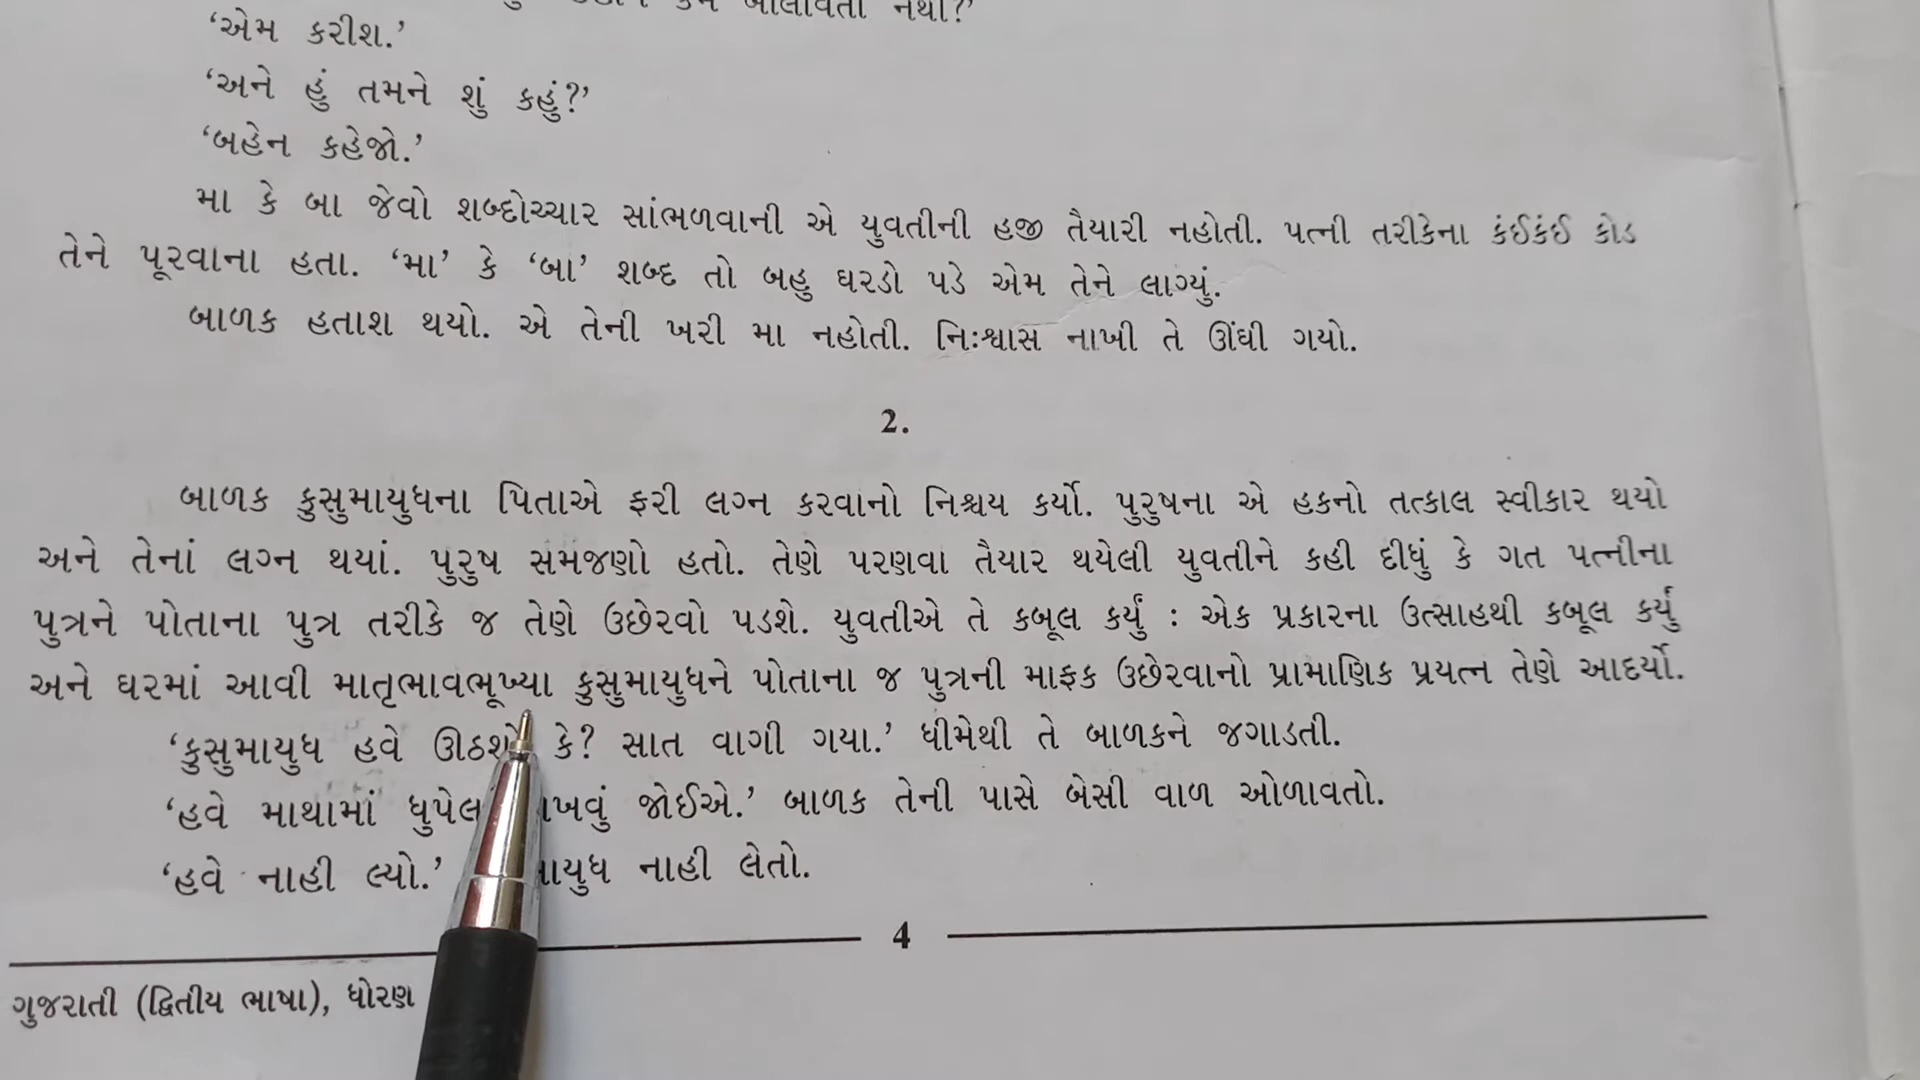 બોલાવતી નથી?’
‘એમ કરીશ.’
‘અને હું તમને શું કહું?’
‘બહેન કહેજો.’
મા કે બા જેવો શબ્દોચ્ચાર સાંભળવાની એ યુવતીની હજી તૈયારી નહોતી. પત્ની તરીકેના કંઈકંઈ કોડ
તેને પૂરવાના હતા. ‘મા’ કે ‘બા’ શબ્દ તો બહુ ઘરડો પડે એમ તેને લાગ્યું.
બાળક હતાશ થયો. એ તેની ખરી મા નહોતી. નિઃશ્વાસ નાખી તે ઊંઘી ગયો.
2.
બાળક કુસુમાયુધના પિતાએ ફરી લગ્ન કરવાનો નિશ્ચય કર્યો. પુરુષના એ હકનો તત્કાલ સ્વીકાર થયો
અને તેનાં લગ્ન થયાં. પુરુષ સમજણો હતો. તેણે પરણવા તૈયાર થયેલી યુવતીને કહી દીધું કે ગત પત્નીના
પુત્રને પોતાના પુત્ર તરીકે જ તેણે ઉછેરવો પડશે. યુવતીએ તે કબૂલ કર્યું : એક પ્રકારના ઉત્સાહથી કબૂલ કર્યું
અને ઘરમાં આવી માતૃભાવભૂખ્યા કુસુમાયુધને પોતાના જ પુત્રની માફક ઉછેરવાનો પ્રામાણિક પ્રયત્ન તેણે આદર્યો.
‘કુસુમાયુધ હવે ઊઠશો કે? સાત વાગી ગયા.’ ધીમેથી તે બાળકને જગાડતી.
‘હવે માથામાં ધુપેલ જોઈએ.’ બાળક તેની પાસે બેસી વાળ ઓળાવતો.
‘હવે નાહી લ્યો.’ નાહી લેતો.
4
ગુજરાતી (દ્વિતીય ભાષા), ધોરણ